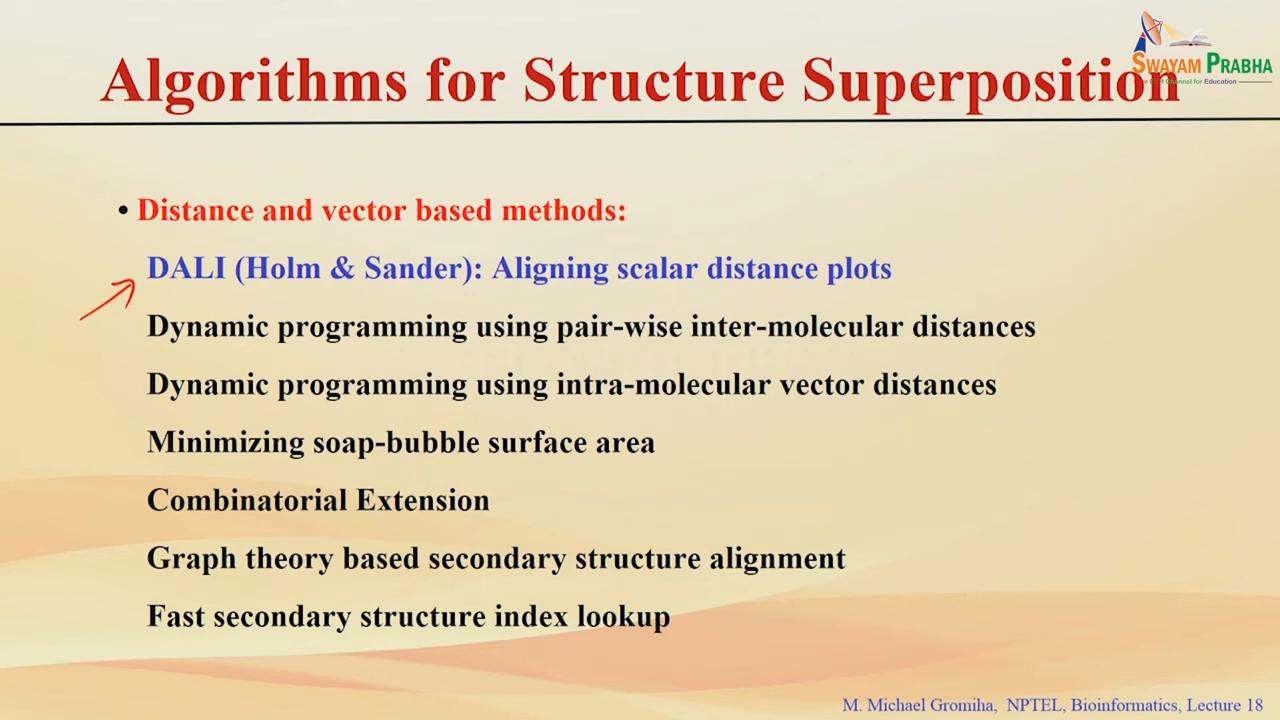 SWAYAM PRABHA
Algorithms for Structure Superposition
• Distance and vector based methods:
DALI (Holm & Sander): Aligning scalar distance plots
Dynamic programming using pair-wise inter-molecular distances
Dynamic programming using intra-molecular vector distances
Minimizing soap-bubble surface area
Combinatorial Extension
Graph theory based secondary structure alignment
Fast secondary structure index lookup
M. Michael Gromiha, NPTEL, Bioinformatics, Lecture 18